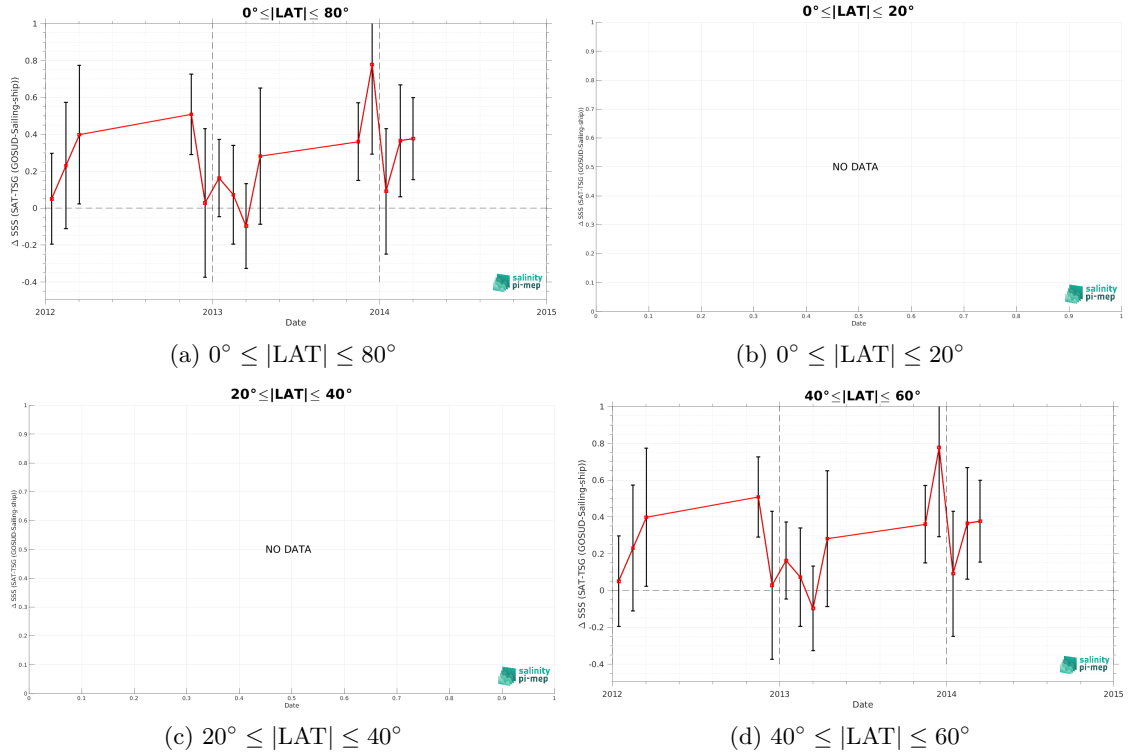 0°≤|LAT|≤ 80°
Δ SSS (SAT-TSG (GOSUD-Sailing-ship))
1
0.8
0.6
0.4
0.2
0
-0.2
-0.4
salinity
pi-mep
2012 2013 2014 2015
Date
(a) 0° ≤ |LAT| ≤ 80°
0°≤|LAT|≤ 20°
Δ SSS (SAT-TSG (GOSUD-Sailing-ship))
1
0.9
0.8
0.7
0.6
0.5
0.4
0.3
0.2
0.1
0
NO DATA
salinity
pi-mep
0 0.1 0.2 0.3 0.4 0.5 0.6 0.7 0.8 0.9 1
Date
(b) 0° ≤ |LAT| ≤ 20°
20°≤|LAT|≤ 40°
Δ SSS (SAT-TSG (GOSUD-Sailing-ship))
1
0.9
0.8
0.7
0.6
0.5
0.4
0.3
0.2
0.1
0
NO DATA
salinity
pi-mep
0 0.1 0.2 0.3 0.4 0.5 0.6 0.7 0.8 0.9 1
Date
(c) 20° ≤ |LAT| ≤ 40°
40°≤|LAT|≤ 60°
Δ SSS (SAT-TSG (GOSUD-Sailing-ship))
1
0.8
0.6
0.4
0.2
0
-0.2
-0.4
salinity
pi-mep
2012 2013 2014 2015
Date
(d) 40° ≤ |LAT| ≤ 60°